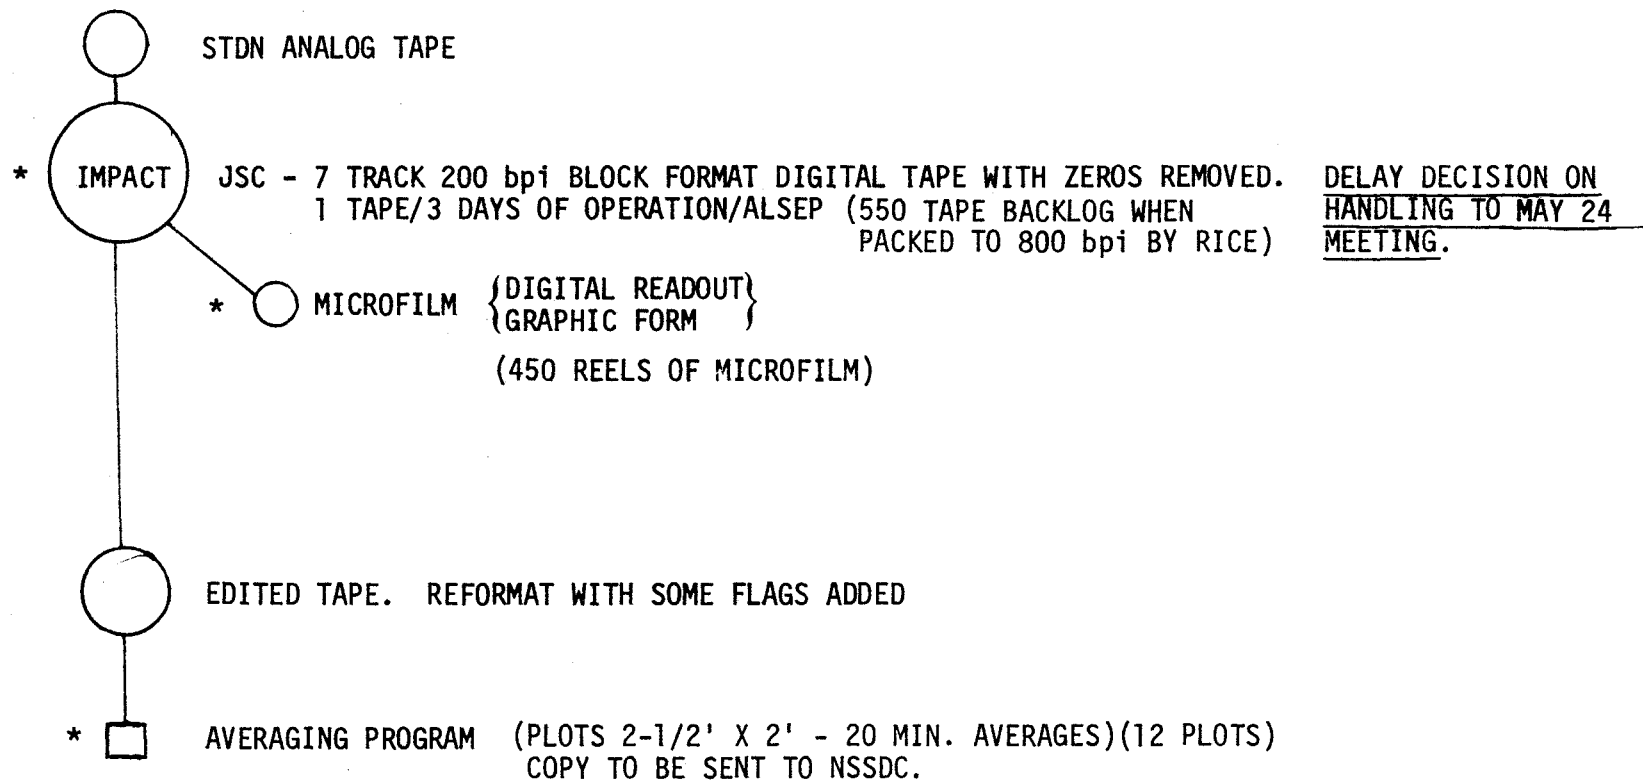 STDN ANALOG TAPE
* IMPACT JSC - 7 TRACK 200 bpi BLOCK FORMAT DIGITAL TAPE WITH ZEROS REMOVED.
1 TAPE/3 DAYS OF OPERATION/ALSEP (550 TAPE BACKLOG WHEN
PACKED TO 800 bpi BY RICE)
DELAY DECISION ON
HANDLING TO MAY 24
MEETING.
* MICROFILM {DIGITAL READOUT}
{GRAPHIC FORM}
(450 REELS OF MICROFILM)
EDITED TAPE. REFORMAT WITH SOME FLAGS ADDED
* AVERAGING PROGRAM (PLOTS 2-1/2' X 2' - 20 MIN. AVERAGES)(12 PLOTS)
COPY TO BE SENT TO NSSDC.